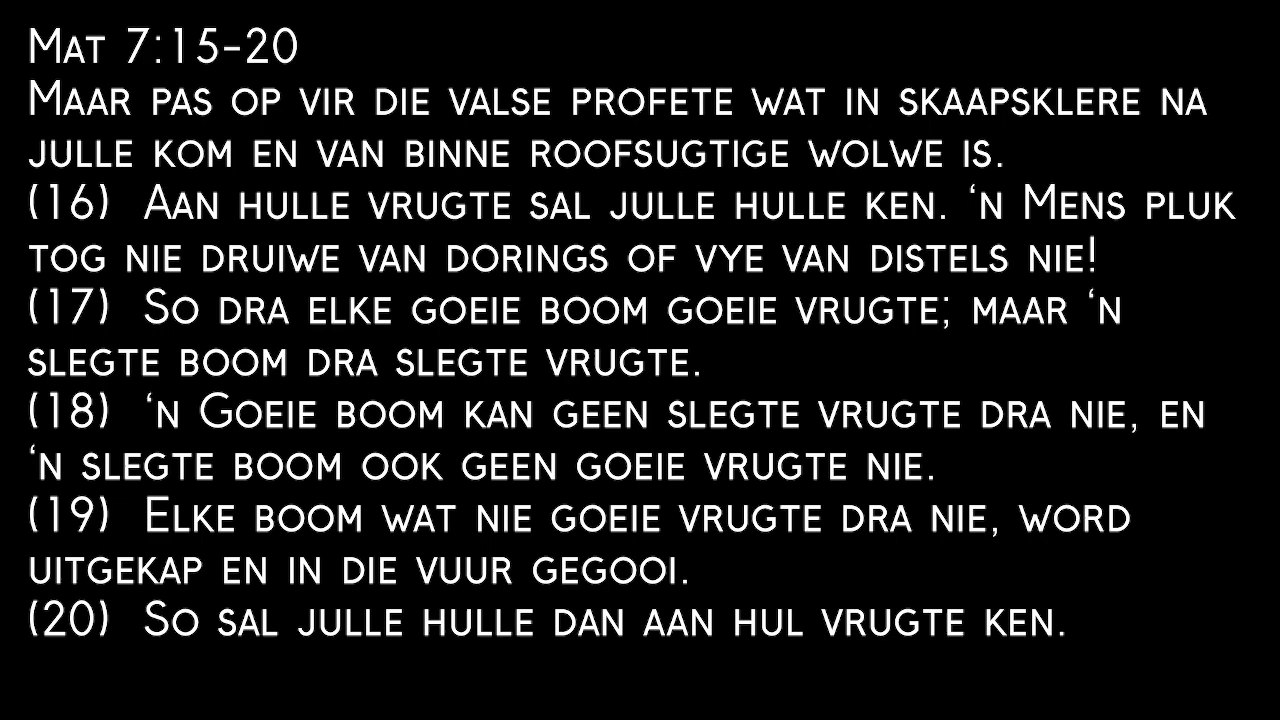 Mat 7:15-20
Maar pas op vir die valse profete wat in skaapsklere na
julle kom en van binne roofsugtige wolwe is.
(16) Aan hulle vrugte sal julle hulle ken. ‘n Mens pluk
tog nie druiwe van dorings of vye van distels nie!
(17) So dra elke goeie boom goeie vrugte; maar ‘n
slegte boom dra slegte vrugte.
(18) ‘n Goeie boom kan geen slegte vrugte dra nie, en
‘n slegte boom ook geen goeie vrugte nie.
(19) Elke boom wat nie goeie vrugte dra nie, word
uitgekap en in die vuur gegooi.
(20) So sal julle hulle dan aan hul vrugte ken.